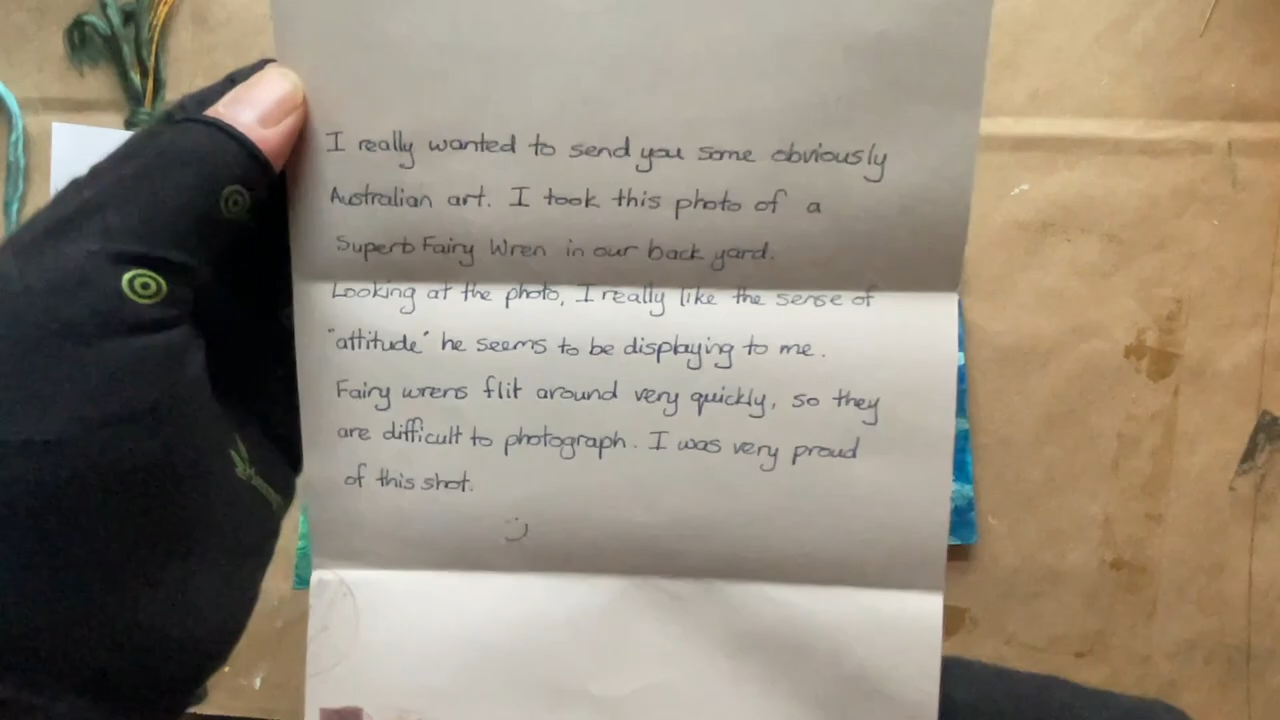 I really wanted to send you some obviously
Australian art. I took this photo of a
Superb Fairy Wren in our back yard.
Looking at the photo, I really like the sense of
"attitude" he seems to be displaying to me.
Fairy wrens flit around very quickly, so they
are difficult to photograph. I was very proud
of this shot.
:)